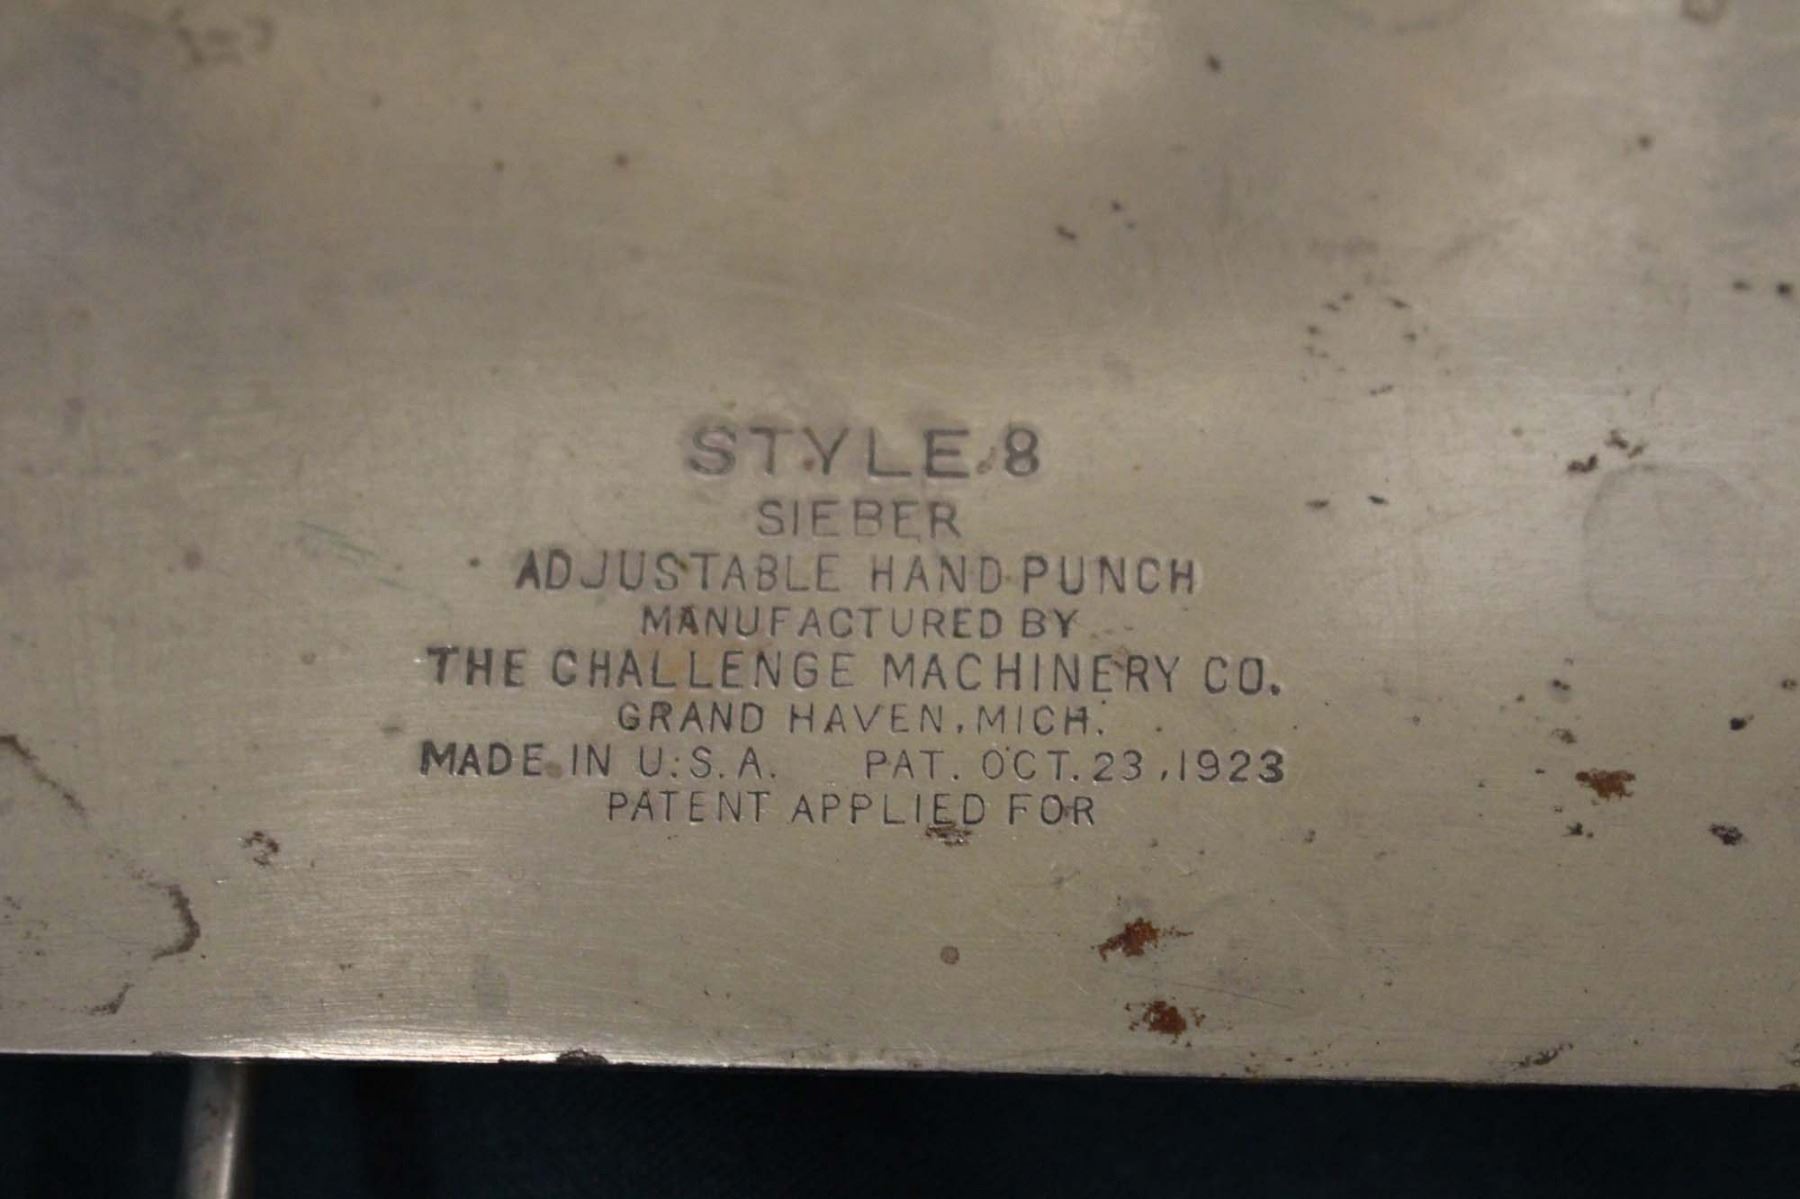 STYLE 8
SIEBER
ADJUSTABLE HAND PUNCH
MANUFACTURED BY
THE CHALLENGE MACHINERY CO.
GRAND HAVEN, MICH.
MADE IN U.S.A. PAT. OCT. 23, 1923
PATENT APPLIED FOR